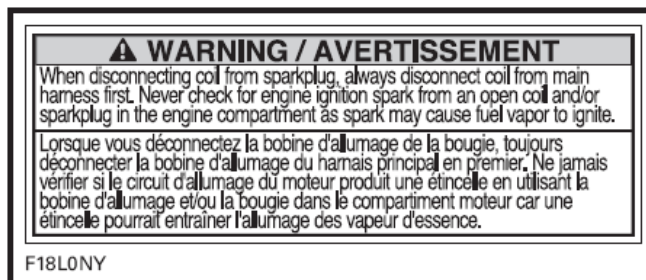 ⚠ WARNING / AVERTISSEMENT
When disconnecting coil from sparkplug, always disconnect coil from main
harness first. Never check for engine ignition spark from an open coil and/or
sparkplug in the engine compartment as spark may cause fuel vapor to ignite.
Lorsque vous déconnectez la bobine d'allumage de la bougie, toujours
déconnecter la bobine d'allumage du harnais principal en premier. Ne jamais
vérifier si le circuit d'allumage du moteur produit une étincelle en utilisant la
bobine d'allumage et/ou la bougie dans le compartiment moteur car une
étincelle pourrait entraîner l'allumage des vapeur d'essence.
F18L0NY